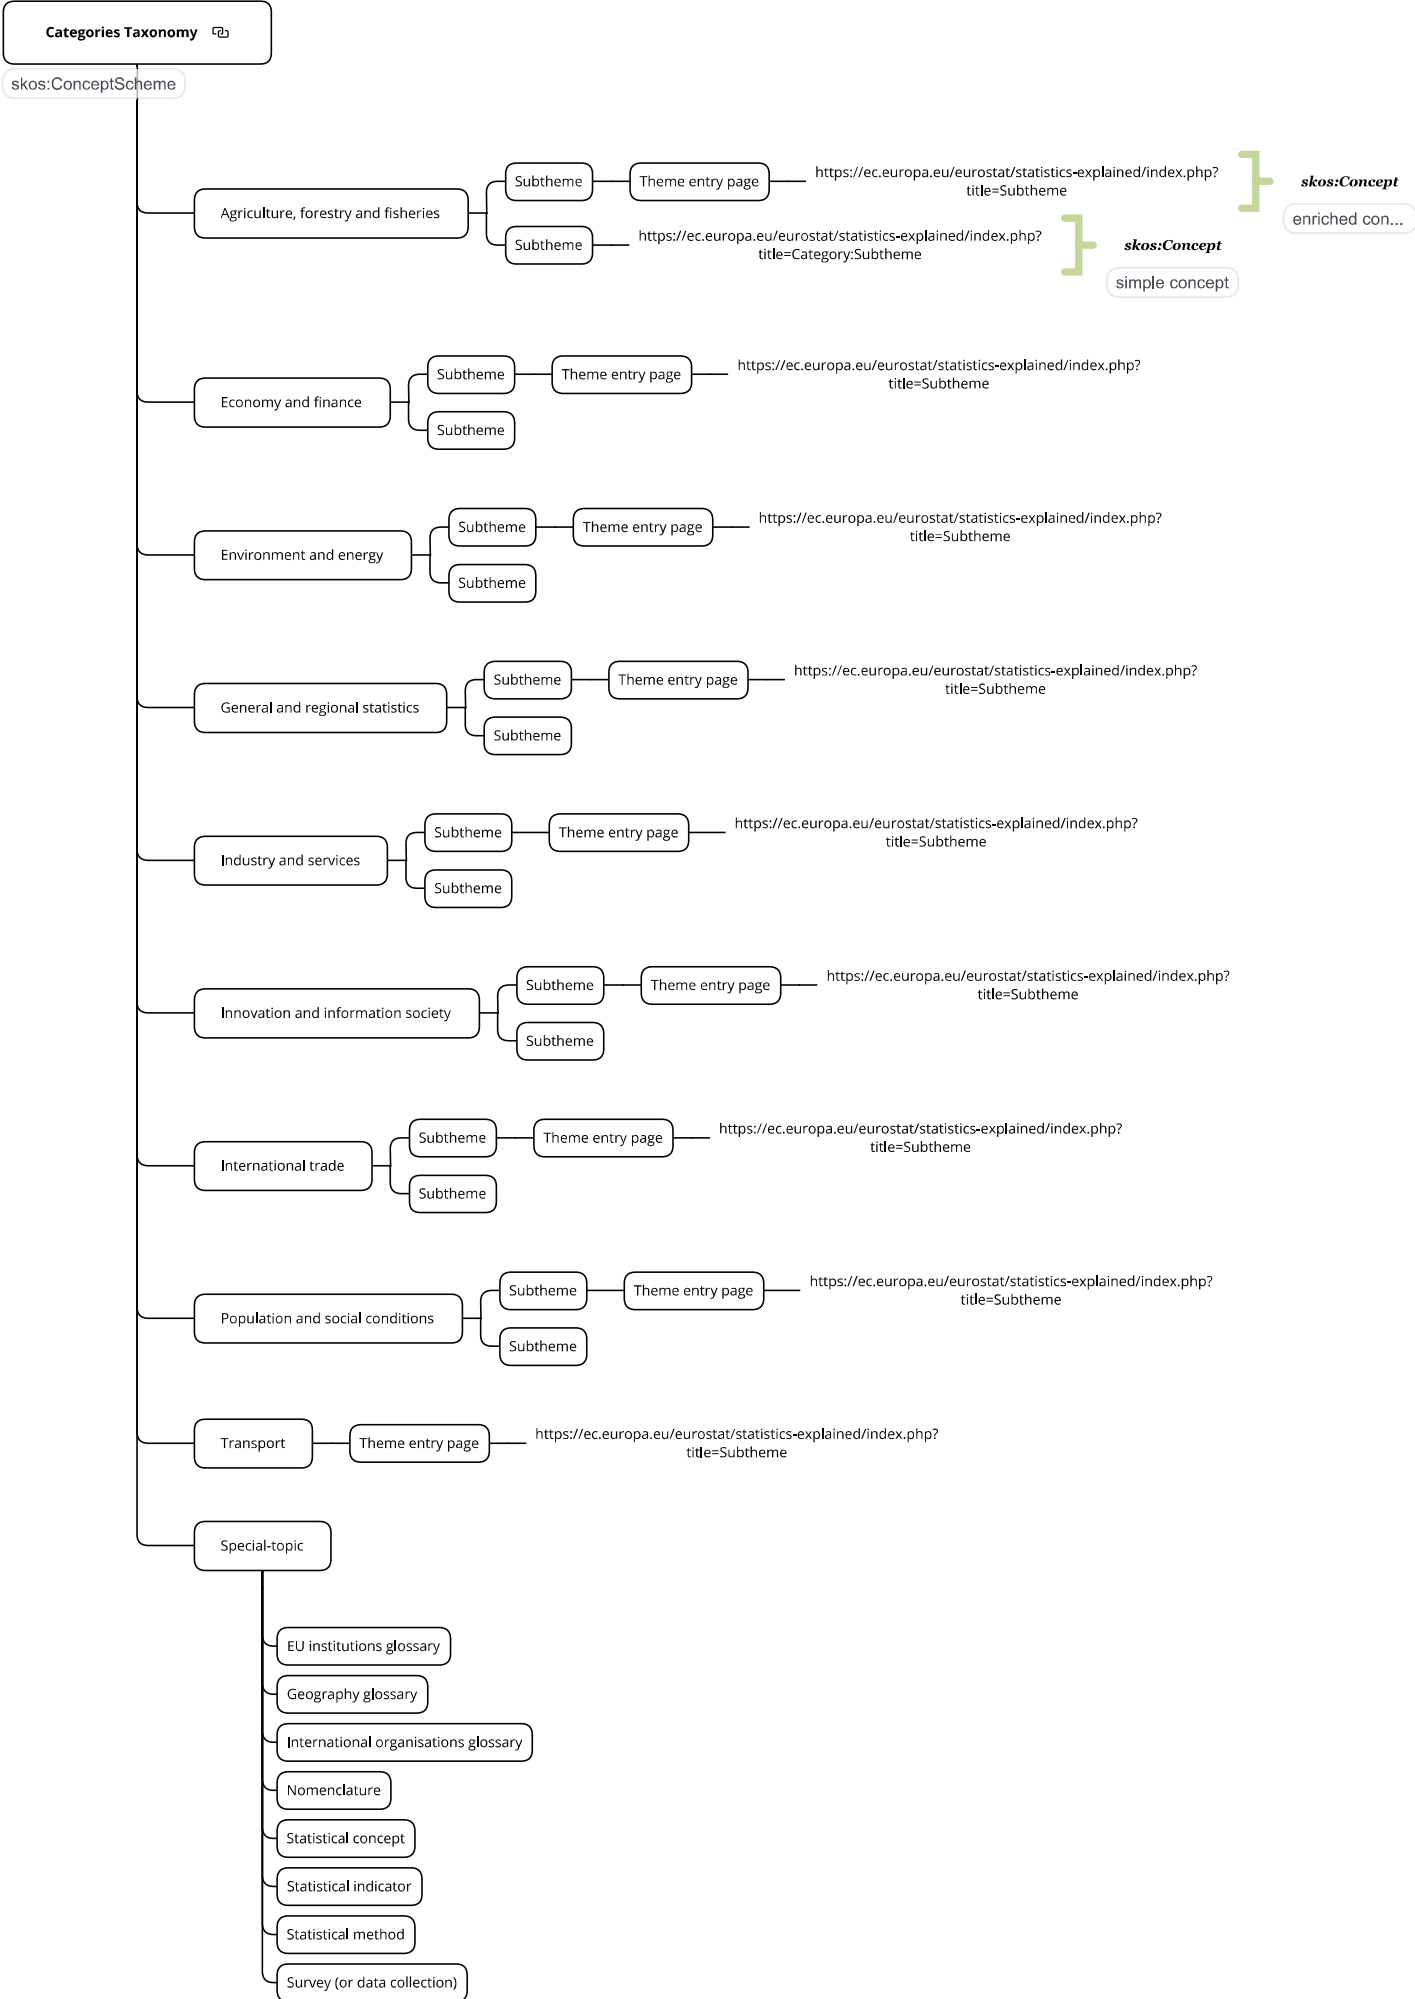 Categories Taxonomy
skos:ConceptScheme
Agriculture, forestry and fisheries
Subtheme
Theme entry page
https://ec.europa.eu/eurostat/statistics-explained/index.php?
title=Subtheme
skos:Concept
enriched con...
Subtheme
https://ec.europa.eu/eurostat/statistics-explained/index.php?
title=Category:Subtheme
skos:Concept
simple concept
Economy and finance
Subtheme
Theme entry page
https://ec.europa.eu/eurostat/statistics-explained/index.php?
title=Subtheme
Subtheme
Environment and energy
Subtheme
Theme entry page
https://ec.europa.eu/eurostat/statistics-explained/index.php?
title=Subtheme
Subtheme
General and regional statistics
Subtheme
Theme entry page
https://ec.europa.eu/eurostat/statistics-explained/index.php?
title=Subtheme
Subtheme
Industry and services
Subtheme
Theme entry page
https://ec.europa.eu/eurostat/statistics-explained/index.php?
title=Subtheme
Subtheme
Innovation and information society
Subtheme
Theme entry page
https://ec.europa.eu/eurostat/statistics-explained/index.php?
title=Subtheme
Subtheme
International trade
Subtheme
Theme entry page
https://ec.europa.eu/eurostat/statistics-explained/index.php?
title=Subtheme
Subtheme
Population and social conditions
Subtheme
Theme entry page
https://ec.europa.eu/eurostat/statistics-explained/index.php?
title=Subtheme
Subtheme
Transport
Theme entry page
https://ec.europa.eu/eurostat/statistics-explained/index.php?
title=Subtheme
Special-topic
EU institutions glossary
Geography glossary
International organisations glossary
Nomenclature
Statistical concept
Statistical indicator
Statistical method
Survey (or data collection)